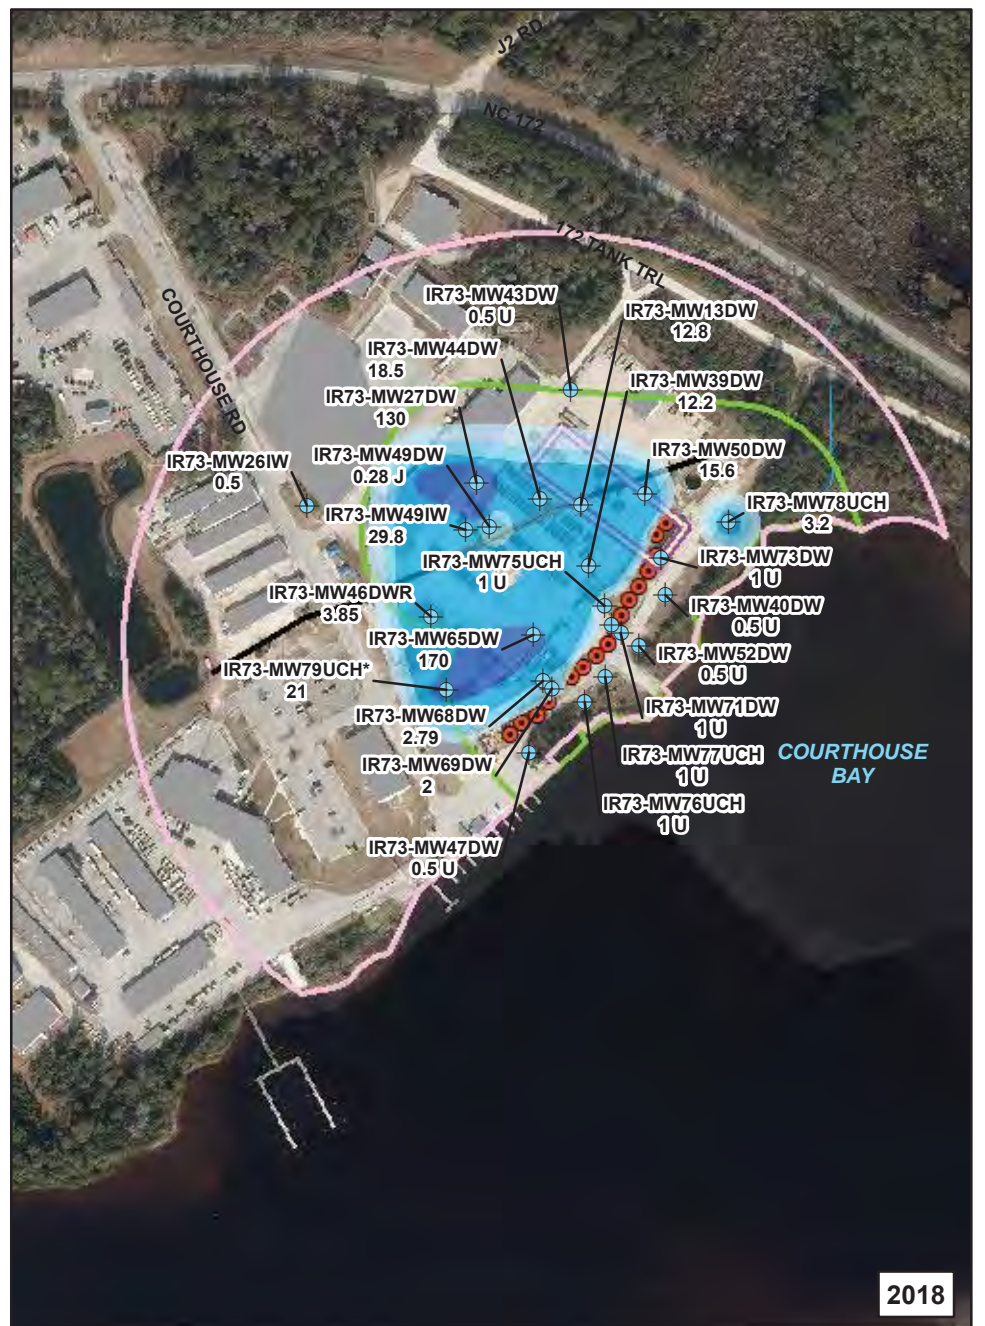 J2 RD
NC 172
172 TANK TRL
COURTHOUSE RD
IR73-MW43DW
0.5 U
IR73-MW13DW
12.8
IR73-MW44DW
18.5
IR73-MW39DW
12.2
IR73-MW27DW
130
IR73-MW49DW
0.28 J
IR73-MW50DW
15.6
IR73-MW26IW
0.5
IR73-MW49IW
29.8
IR73-MW78UCH
3.2
IR73-MW75UCH
1 U
IR73-MW73DW
1 U
IR73-MW46DWR
3.85
IR73-MW40DW
0.5 U
IR73-MW65DW
170
IR73-MW52DW
0.5 U
IR73-MW79UCH*
21
IR73-MW68DW
2.79
IR73-MW71DW
1 U
IR73-MW69DW
2
IR73-MW77UCH
1 U
COURTHOUSE
BAY
IR73-MW76UCH
1 U
IR73-MW47DW
0.5 U
2018